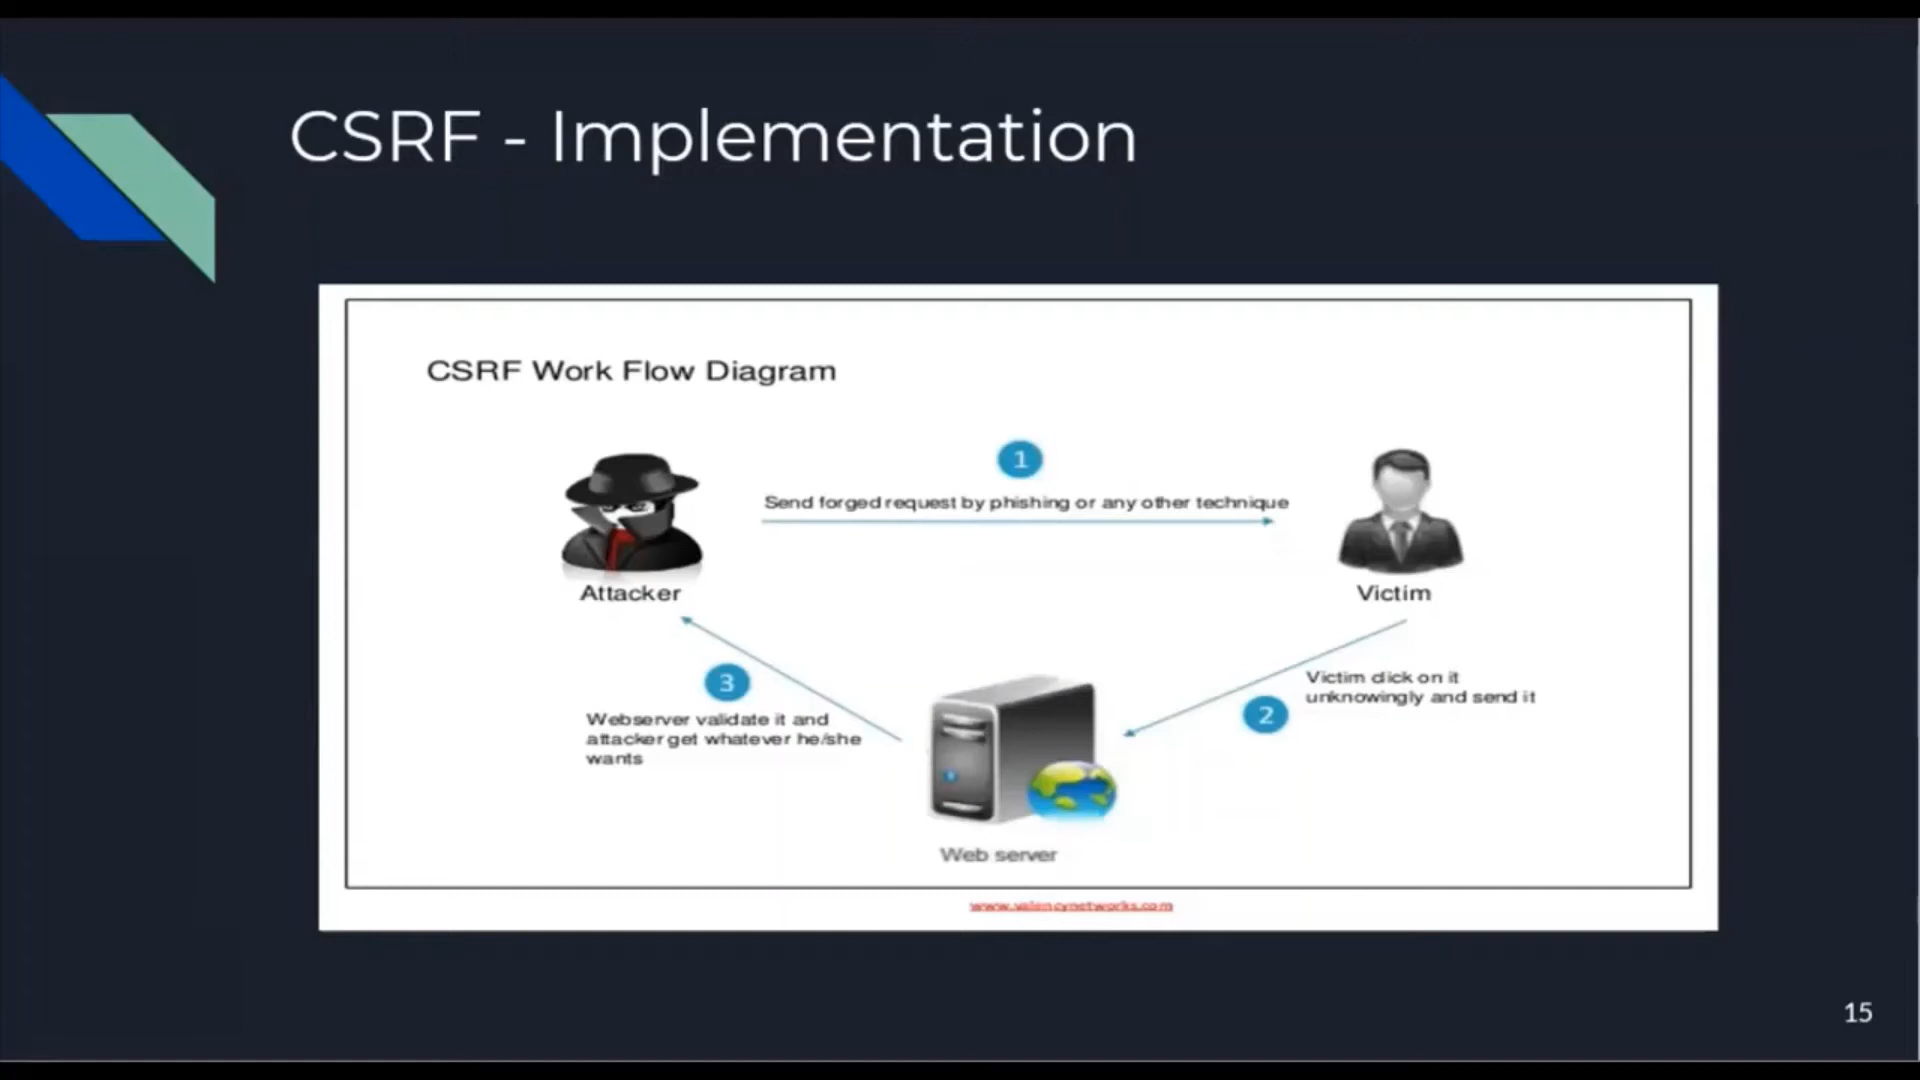 CSRF - Implementation
CSRF Work Flow Diagram
1
Send forged request by phishing or any other technique
Attacker
Victim
3
Webserver validate it and
attacker get whatever he/she
wants
Victim click on it
unknowingly and send it
2
Web server
www.valencynetworks.com
15